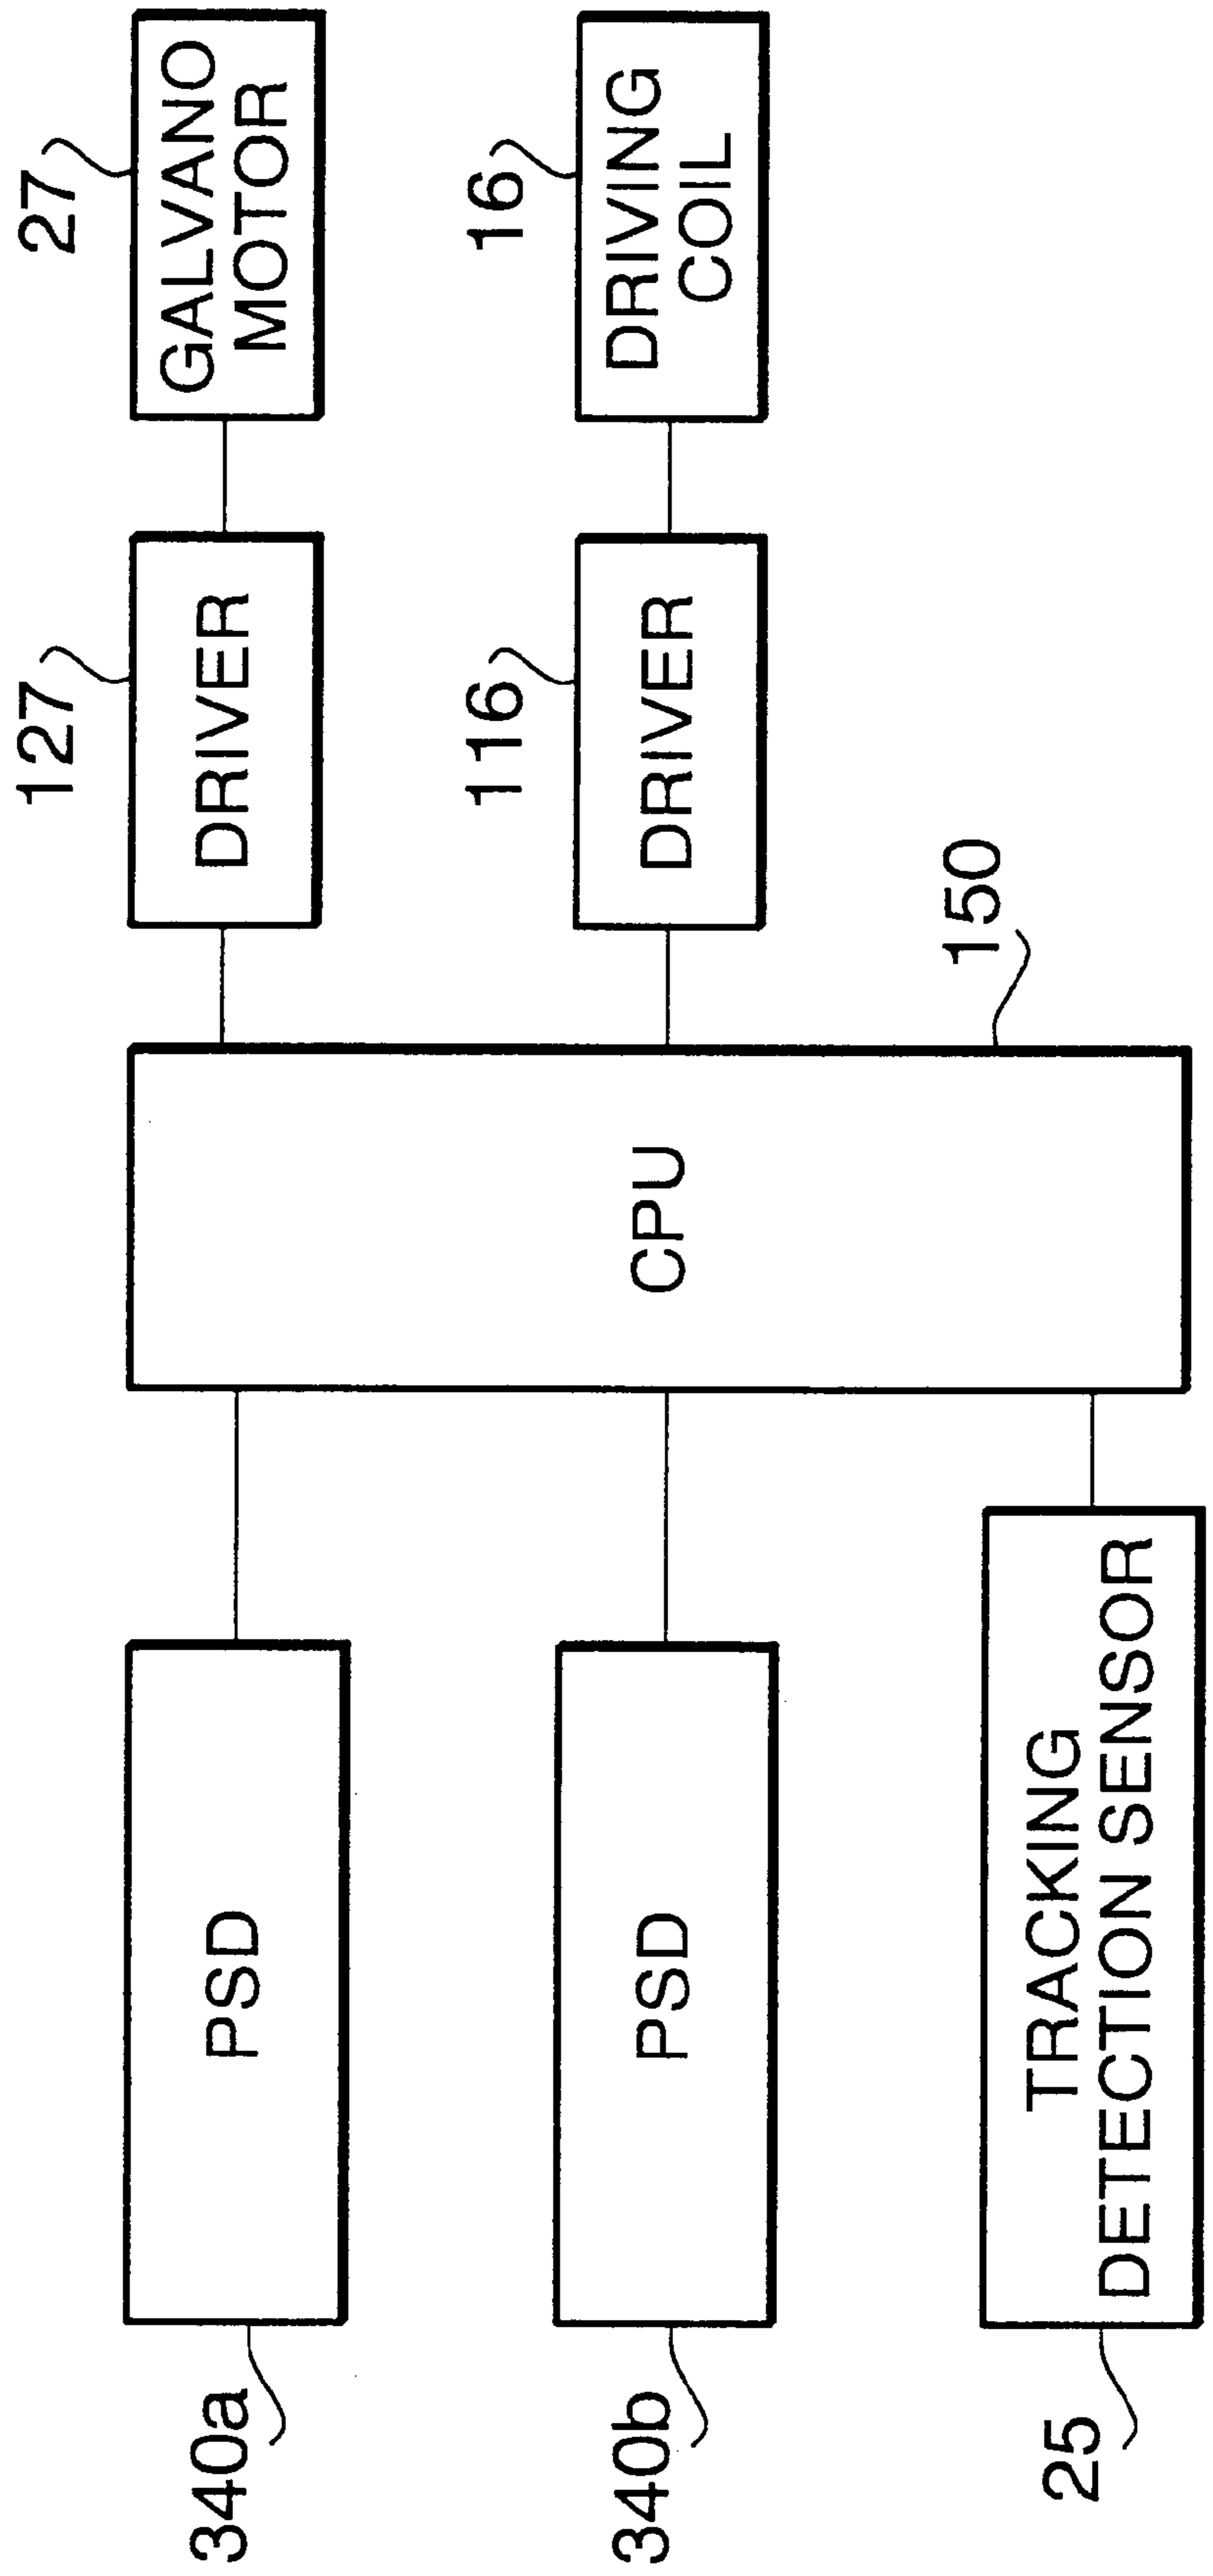 340a
PSD
340b
PSD
25
TRACKING
DETECTION SENSOR
CPU
150
127
DRIVER
27
GALVANO
MOTOR
116
DRIVER
16
DRIVING
COIL